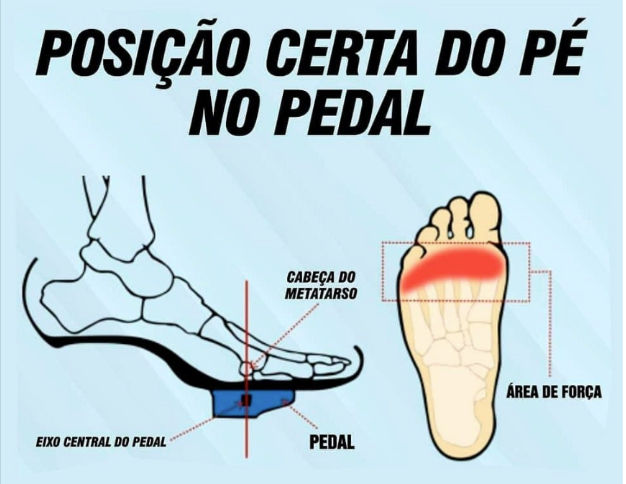 POSIÇÃO CERTA DO PÉ
NO PEDAL
CABEÇA DO
METATARSO
ÁREA DE FORÇA
EIXO CENTRAL DO PEDAL
PEDAL